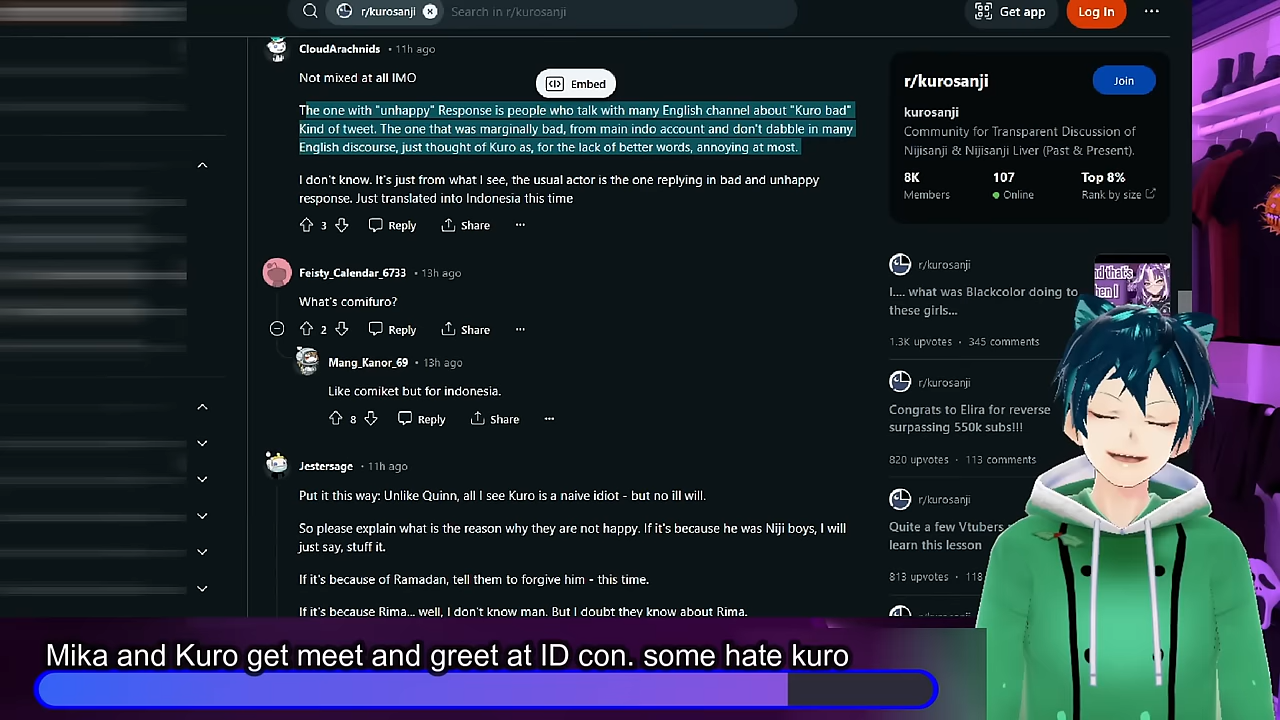 r/kurosanji
Search in r/kurosanji
Get app
Log In
CloudArachnids • 11h ago
Not mixed at all IMO
Embed
The one with "unhappy" Response is people who talk with many English channel about "Kuro bad"
Kind of tweet. The one that was marginally bad, from main indo account and don't dabble in many
English discourse, just thought of Kuro as, for the lack of better words, annoying at most.
I don't know. It's just from what I see, the usual actor is the one replying in bad and unhappy
response. Just translated into Indonesia this time
3
Reply
Share
Feisty_Calendar_6733 • 13h ago
What's comifuro?
2
Reply
Share
Mang_Kanor_69 • 13h ago
Like comiket but for indonesia.
8
Reply
Share
Jestersage • 11h ago
Put it this way: Unlike Quinn, all I see Kuro is a naive idiot - but no ill will.
So please explain what is the reason why they are not happy. If it's because he was Niji boys, I will
just say, stuff it.
If it's because of Ramadan, tell them to forgive him - this time.
If it's because Rima... well, I don't know man. But I doubt they know about Rima.
r/kurosanji
Join
kurosanji
Community for Transparent Discussion of
Nijisanji & Nijisanji Liver (Past & Present).
8K
107
Top 8%
Members
Online
Rank by size
r/kurosanji
I.... what was Blackcolor doing to
these girls...
1.3K upvotes • 345 comments
r/kurosanji
Congrats to Elira for reverse
surpassing 550k subs!!!
820 upvotes • 113 comments
r/kurosanji
Quite a few Vtubers
learn this lesson
813 upvotes • 118
Mika and Kuro get meet and greet at ID con. some hate kuro